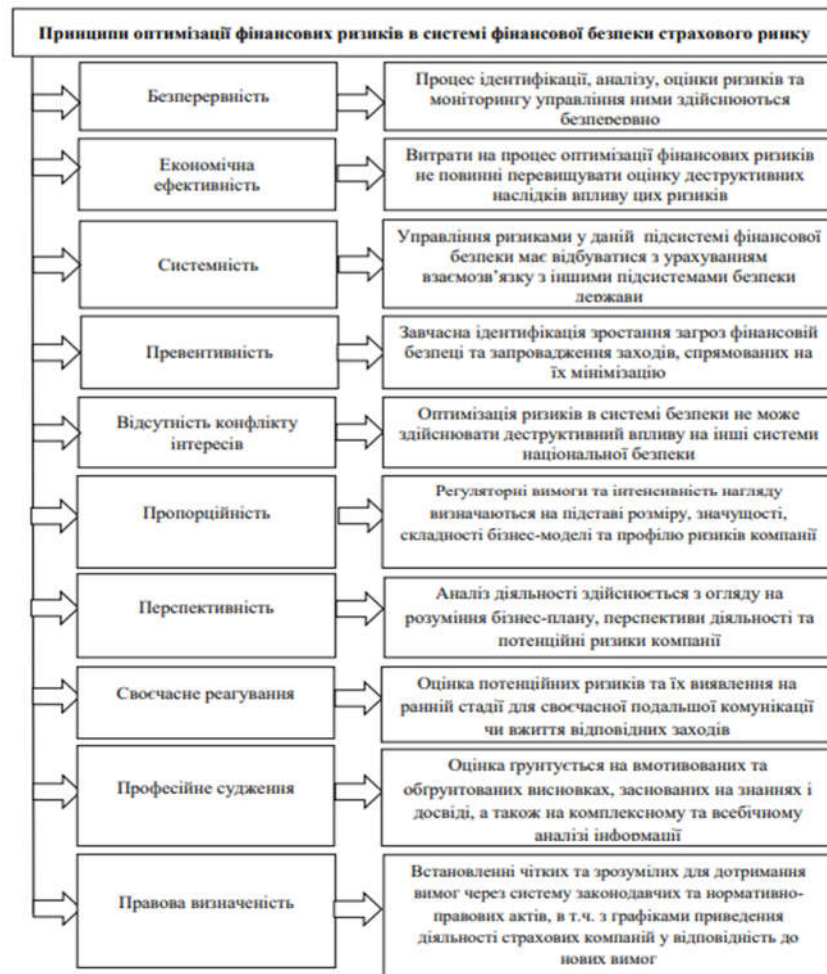 Принципи оптимізації фінансових ризиків в системі фінансової безпеки страхового ринку
Безперервність
Процес ідентифікації, аналізу, оцінки ризиків та
моніторингу управління ними здійснюються
безперервно
Економічна
ефективність
Витрати на процес оптимізації фінансових ризиків
не повинні перевищувати оцінку деструктивних
наслідків впливу цих ризиків
Системність
Управління ризиками у даній підсистемі фінансової
безпеки має відбуватися з урахуванням
взаємозв’язку з іншими підсистемами безпеки
держави
Превентивність
Завчасна ідентифікація зростання загроз фінансовій
безпеці та запровадження заходів, спрямованих на
їх мінімізацію
Відсутність конфлікту
інтересів
Оптимізація ризиків в системі безпеки не може
здійснювати деструктивний впливу на інші системи
національної безпеки
Пропорційність
Регуляторні вимоги та інтенсивність нагляду
визначаються на підставі розміру, значущості,
складності бізнес-моделі та профілю ризиків компанії
Перспективність
Аналіз діяльності здійснюється з огляду на
розуміння бізнес-плану, перспективи діяльності та
потенційні ризики компанії
Своєчасне реагування
Оцінка потенційних ризиків та їх виявлення на
ранній стадії для своєчасної подальшої комунікації
чи вжиття відповідних заходів
Професійне судження
Оцінка ґрунтується на вмотивованих та
обґрунтованих висновках, заснованих на знаннях і
досвіді, а також на комплексному та всебічному
аналізі інформації
Правова визначеність
Встановленні чітких та зрозумілих для дотримання
вимог через систему законодавчих та нормативно-
правових актів, в т.ч. з графіками приведення
діяльності страхових компаній у відповідність до
нових вимог